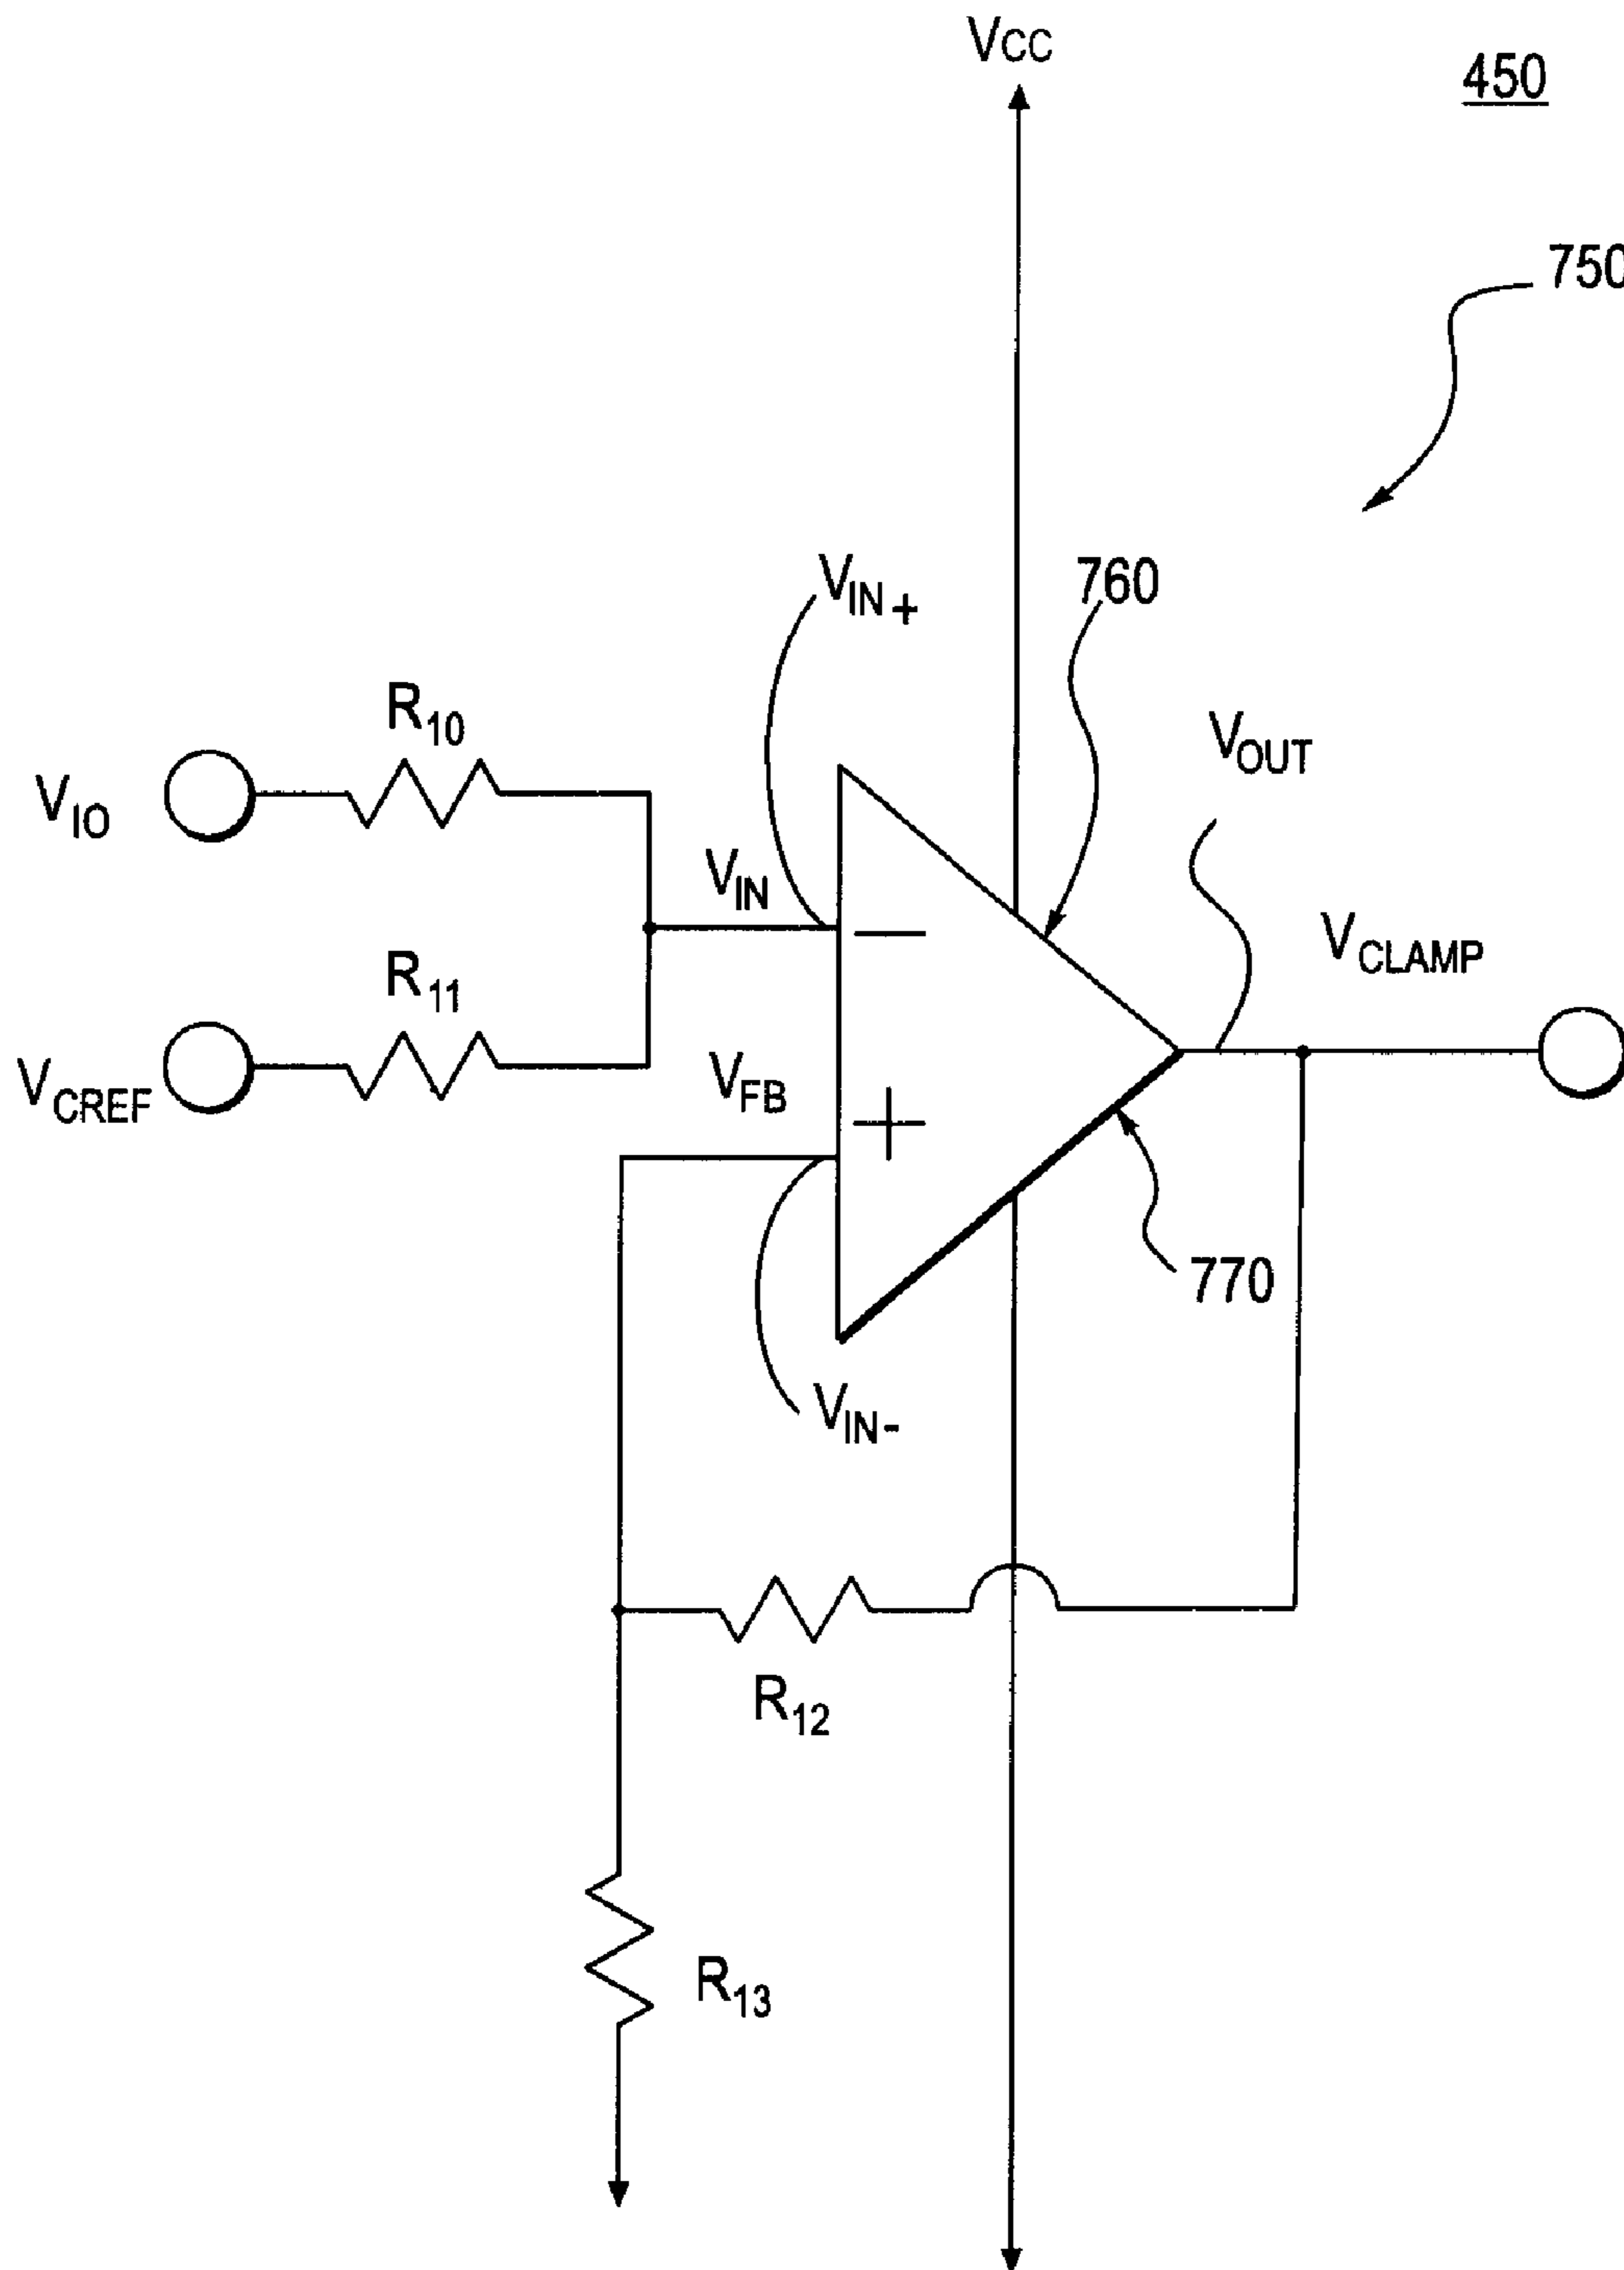 VCC
450
750
VIN+
760
R10
VOUT
VIO
VIN
VCLAMP
R11
VFB
VCREF
−
+
770
VIN-
R12
R13